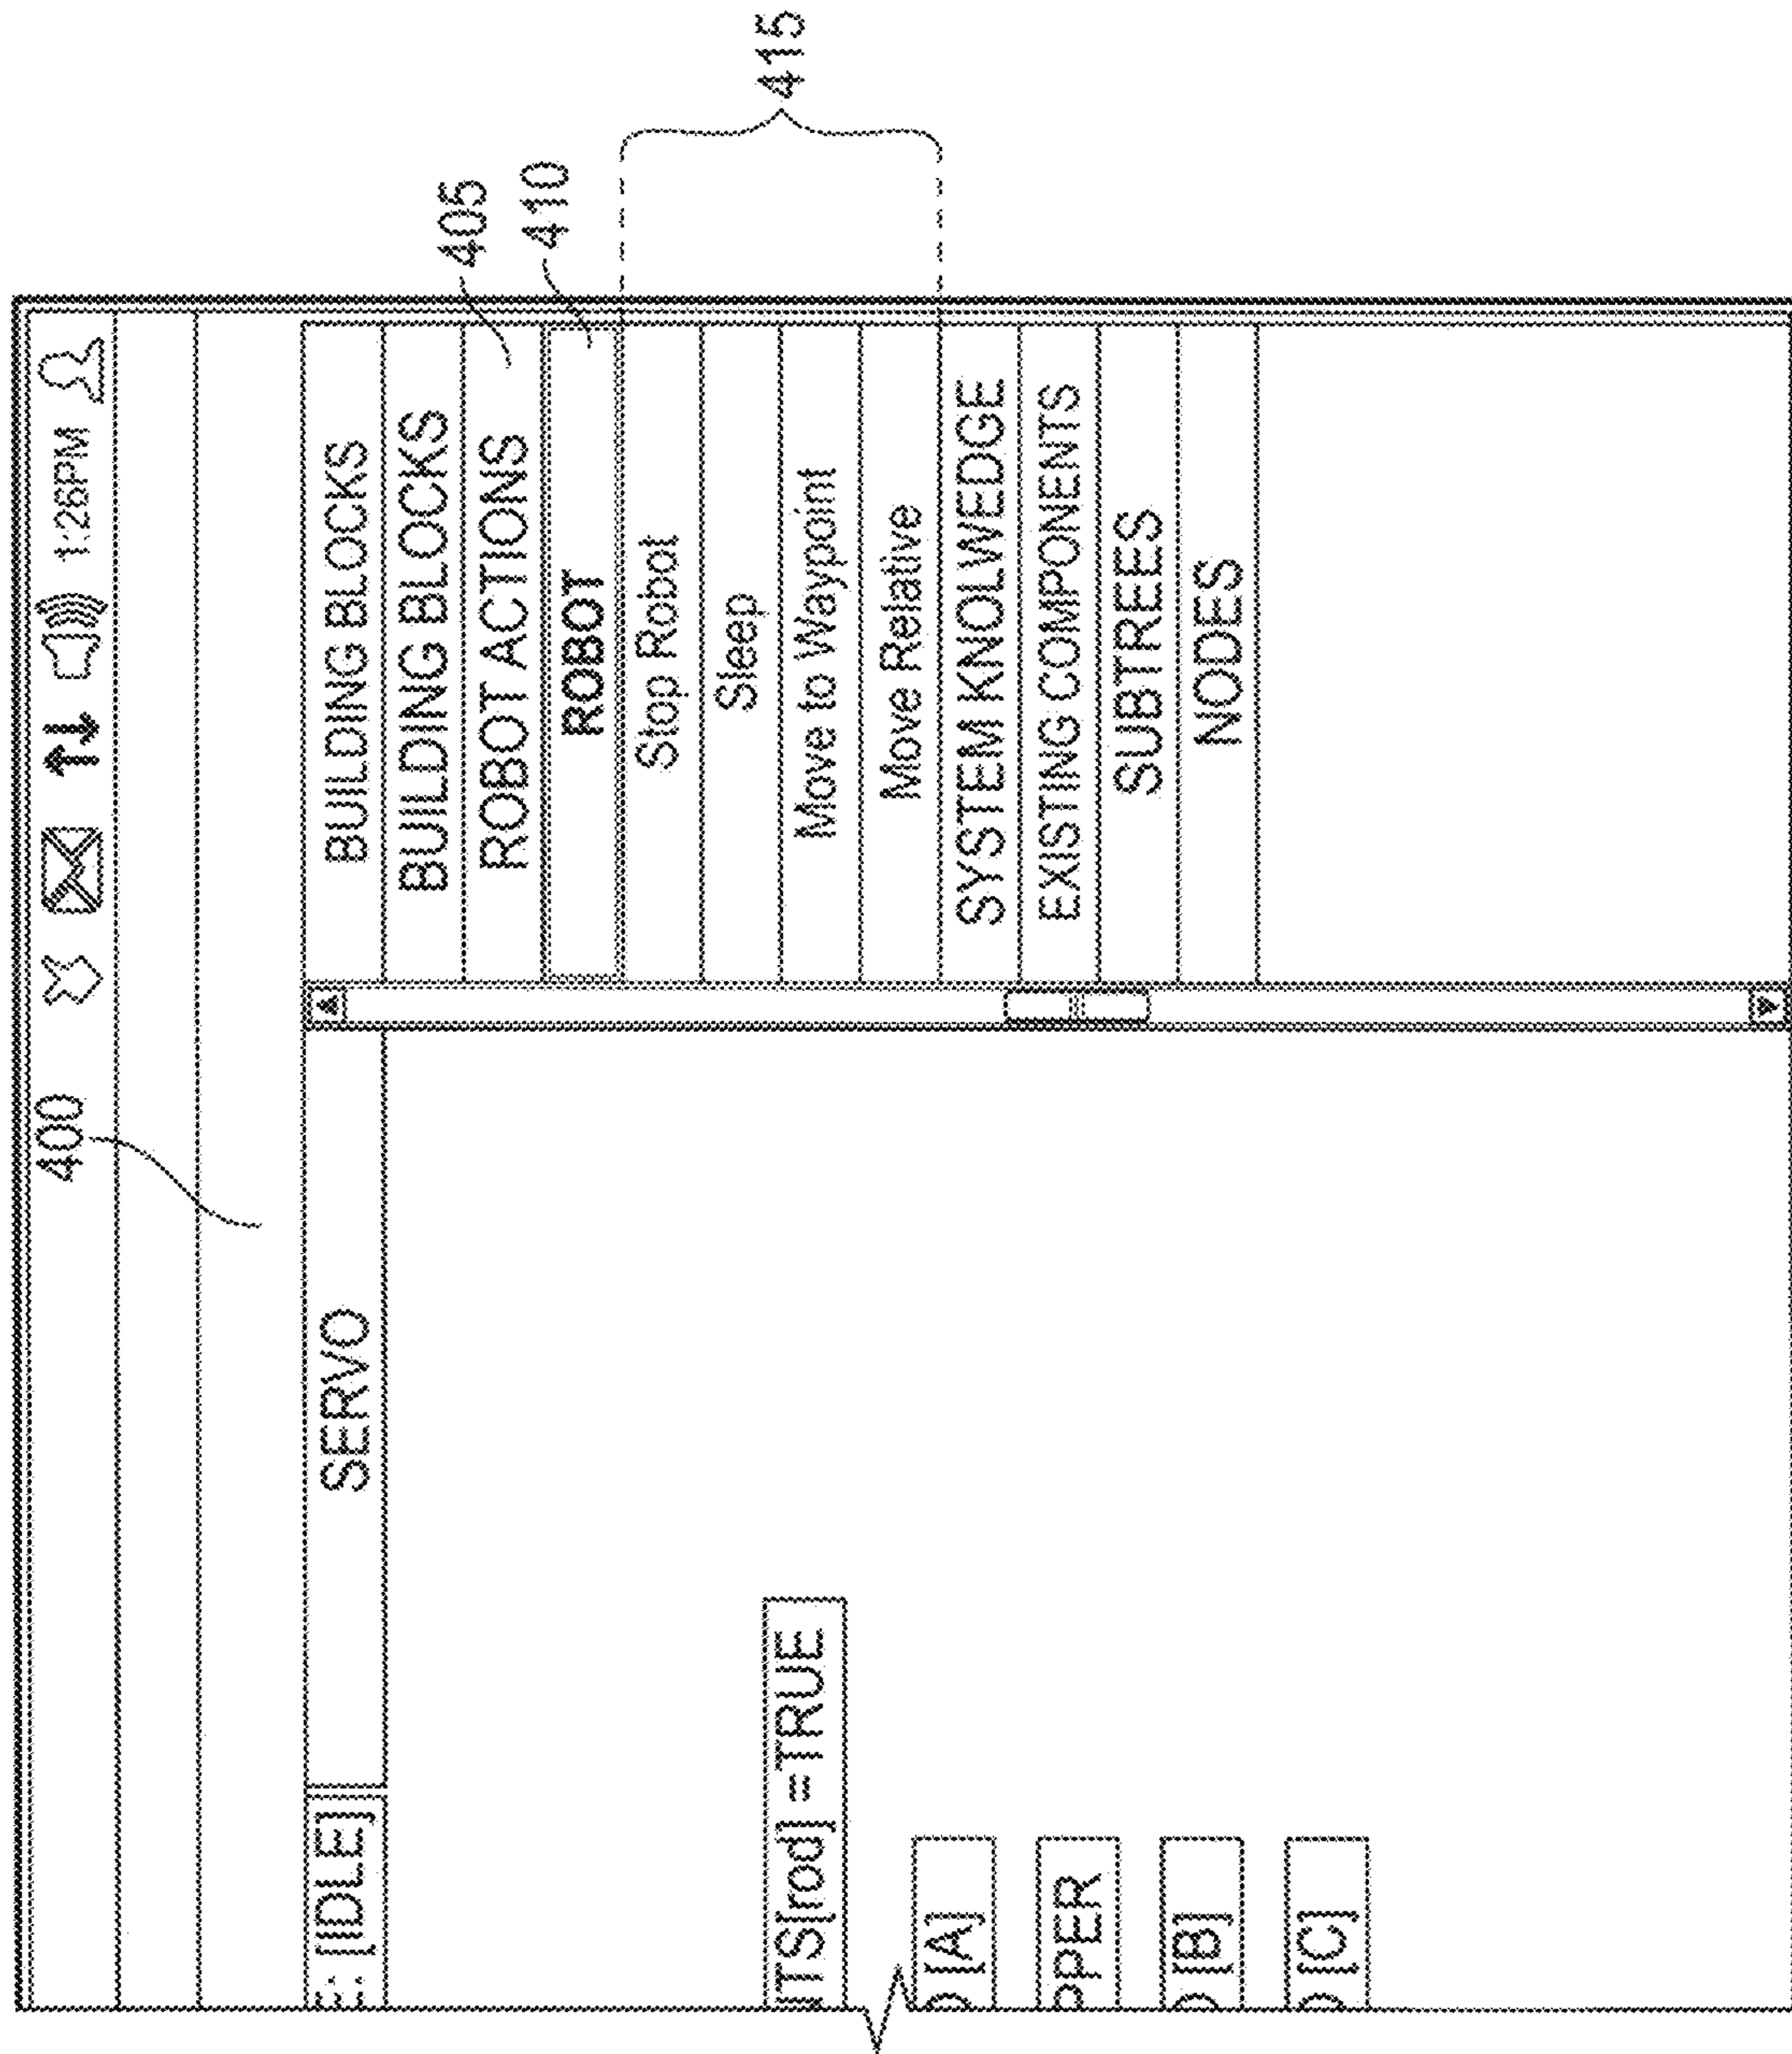 400
1:26PM
E: [IDLE]
SERVO
BUILDING BLOCKS
BUILDING BLOCKS
ROBOT ACTIONS
405
ROBOT
410
Stop Robot
Sleep
Move to Waypoint
Move Relative
415
SYSTEM KNOLWEDGE
EXISTING COMPONENTS
SUBTREES
NODES
ITS[rod] =TRUE
D [A]
PPER
D [B]
D [C]